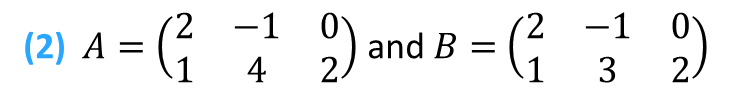 (2) A = (2 −1 0 and B = (2 −1 0
1 4 2) 1 3 2)